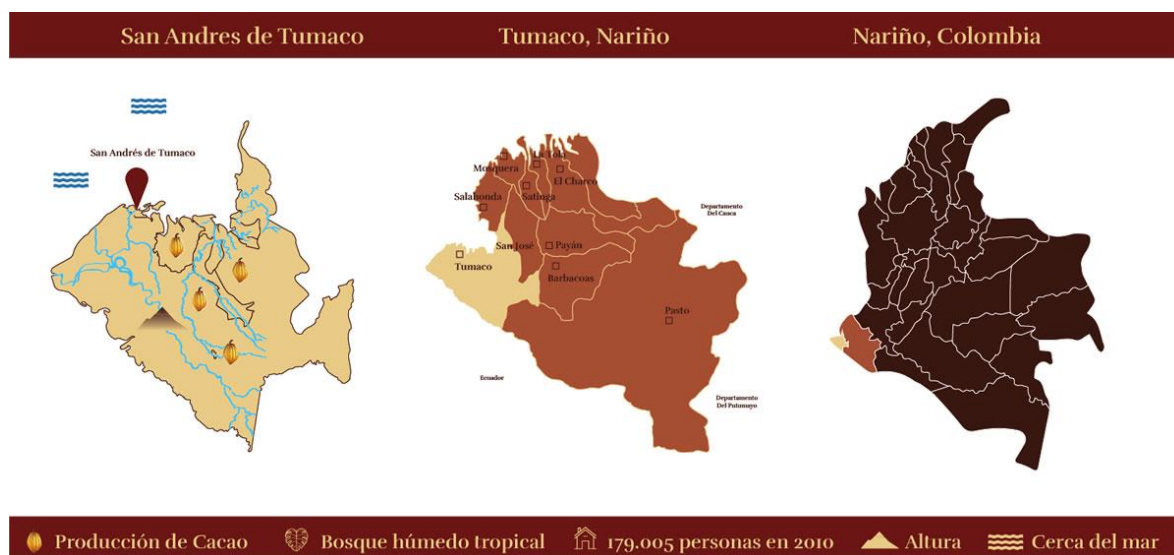 San Andres de Tumaco
Tumaco, Nariño
Nariño, Colombia
San Andrés de Tumaco
La Tola
Mosquera
El Charco
Satinga
Salahonda
Departamento
Del Cauca
San José
Payán
Tumaco
Barbacoas
Pasto
Ecuador
Departamento
Del Putumayo
Producción de Cacao
Bosque húmedo tropical
179.005 personas en 2010
Altura
Cerca del mar